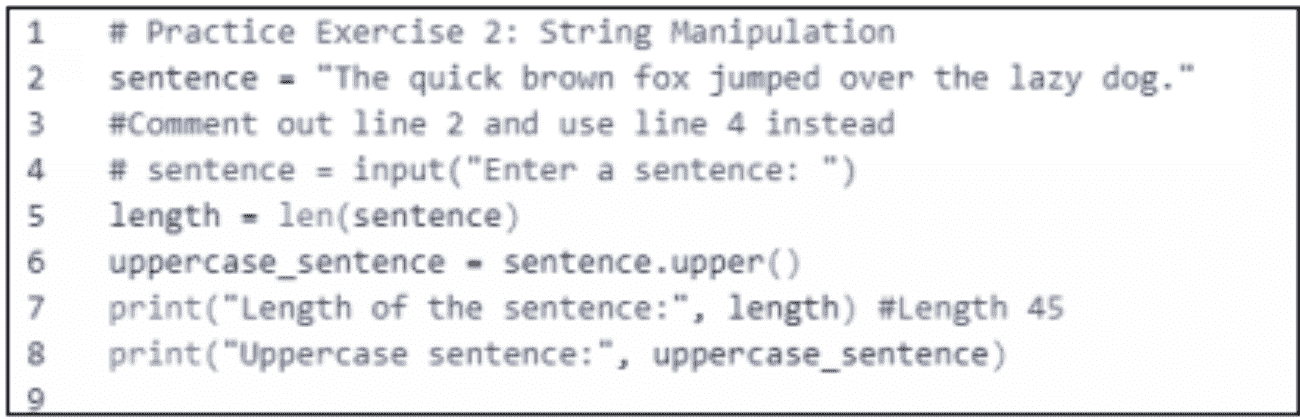 1 # Practice Exercise 2: String Manipulation
2 sentence = "The quick brown fox jumped over the lazy dog."
3 #Comment out line 2 and use line 4 instead
4 # sentence = input("Enter a sentence: ")
5 length = len(sentence)
6 uppercase_sentence = sentence.upper()
7 print("Length of the sentence:", length) #Length 45
8 print("Uppercase sentence:", uppercase_sentence)
9